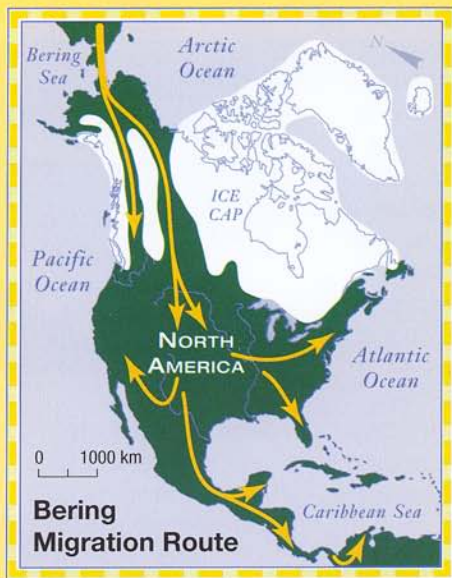 Bering
Sea
Arctic
Ocean
N
ICE
CAP
Pacific
Ocean
NORTH
AMERICA
Atlantic
Ocean
0 1000 km
Caribbean Sea
Bering
Migration Route